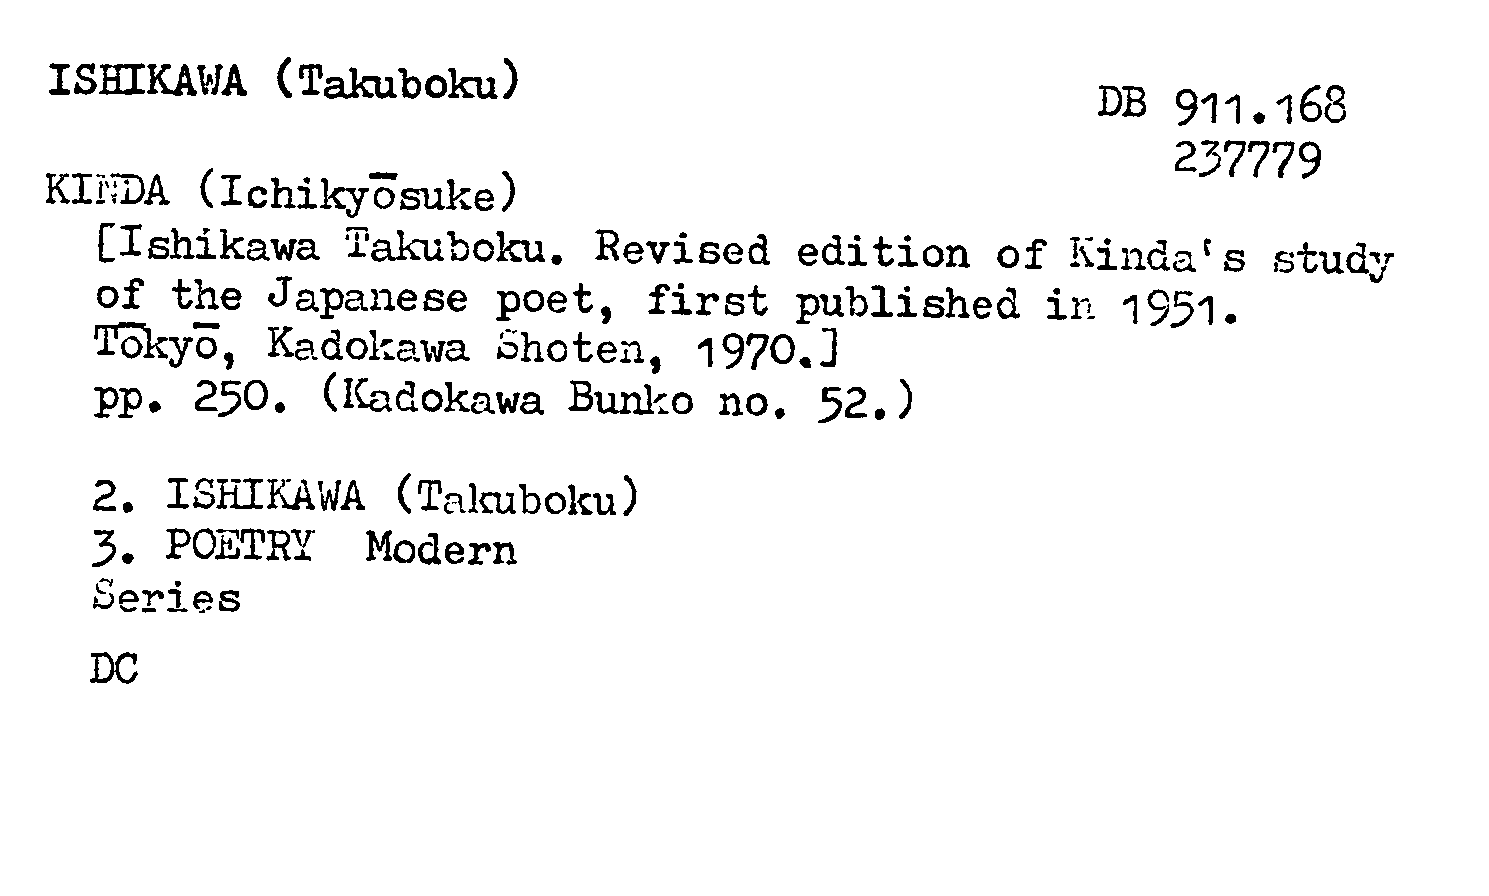 ISHIKAWA (Takuboku)
DB 911.168
237779
KINDA (Ichikyōsuke)
[Ishikawa Takuboku. Revised edition of Kinda's study
of the Japanese poet, first published in 1951.
Tōkyō, Kadokawa Shoten, 1970.]
pp. 250. (Kadokawa Bunko no. 52.)
2. ISHIKAWA (Takuboku)
3. POETRY Modern
Series
DC